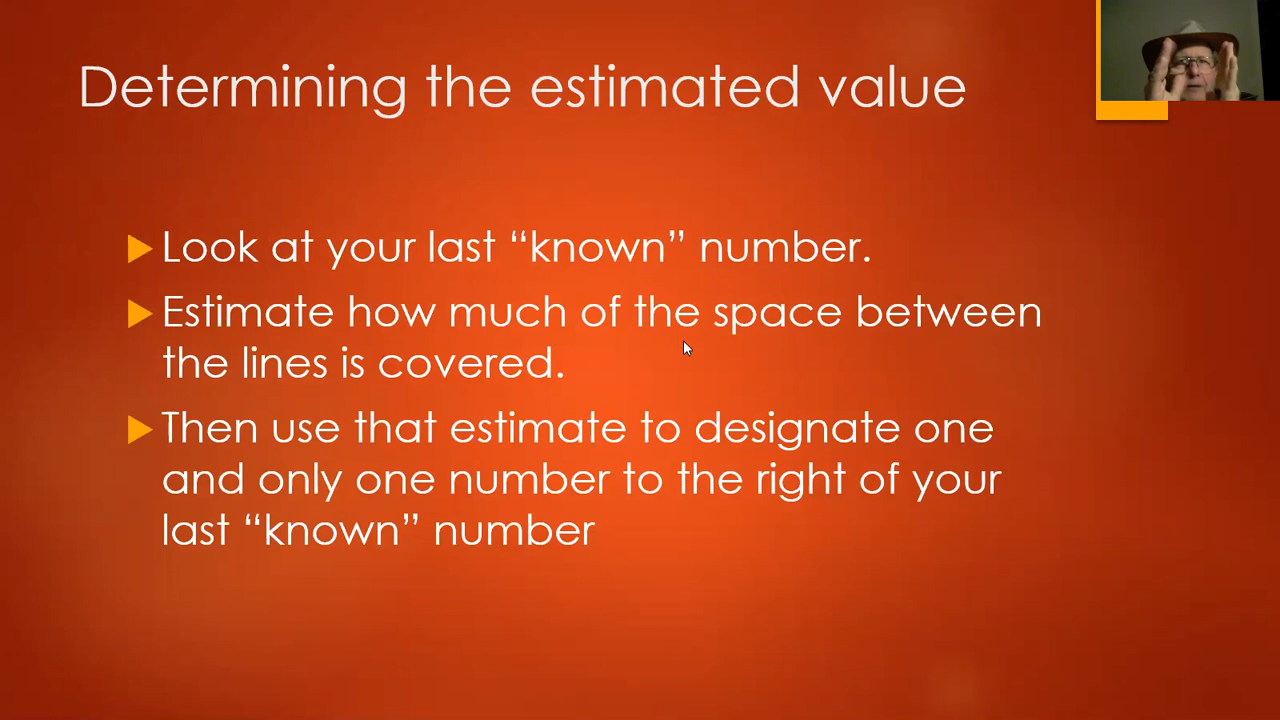 Determining the estimated value
Look at your last “known” number.
Estimate how much of the space between
the lines is covered.
Then use that estimate to designate one
and only one number to the right of your
last “known” number